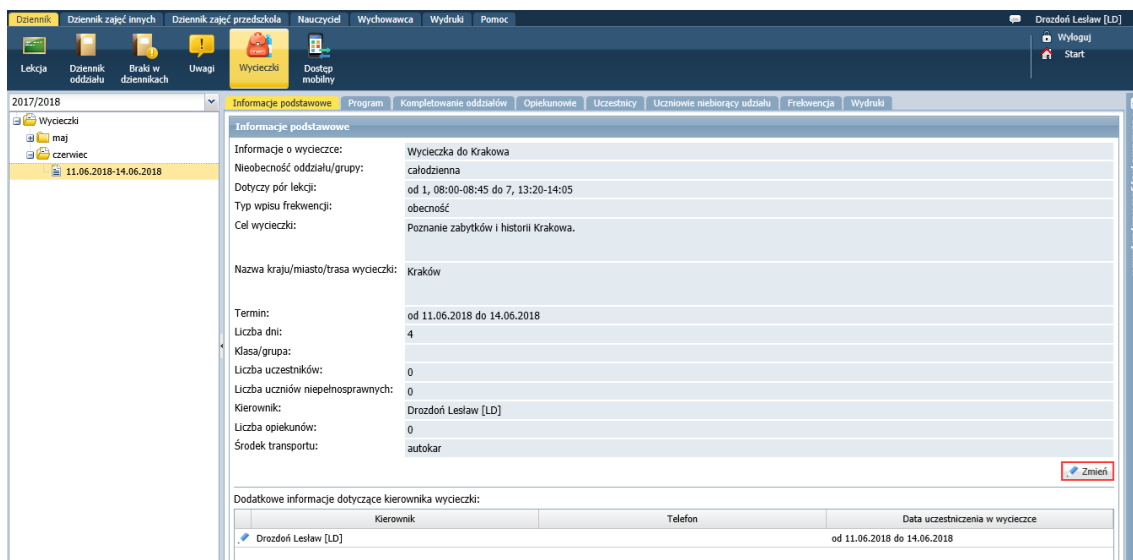 Dziennik Dziennik zajęć innych Dziennik zajęć przedszkola Nauczyciel Wychowawca Wydruki Pomoc Drozdoń Lesław [LD]
Wyloguj
Start
Lekcja Dziennik oddziału Braki w dziennikach Uwagi Wycieczki Dostęp mobilny
2017/2018
Wycieczki
maj
czerwiec
11.06.2018-14.06.2018
Informacje podstawowe Program Kompletowanie oddziałów Opiekunowie Uczestnicy Uczniowie niebiorący udziału Frekwencja Wydruki
Informacje podstawowe
Informacje o wycieczce: Wycieczka do Krakowa
Nieobecność oddziału/grupy: całodzienna
Dotyczy pór lekcji: od 1, 08:00-08:45 do 7, 13:20-14:05
Typ wpisu frekwencji: obecność
Cel wycieczki: Poznanie zabytków i historii Krakowa.
Nazwa kraju/miasto/trasa wycieczki: Kraków
Termin: od 11.06.2018 do 14.06.2018
Liczba dni: 4
Klasa/grupa:
Liczba uczestników: 0
Liczba uczniów niepełnosprawnych: 0
Kierownik: Drozdoń Lesław [LD]
Liczba opiekunów: 0
Środek transportu: autokar
Zmień
Dodatkowe informacje dotyczące kierownika wycieczki:
Kierownik Telefon Data uczestniczenia w wycieczce
Drozdoń Lesław [LD] od 11.06.2018 do 14.06.2018